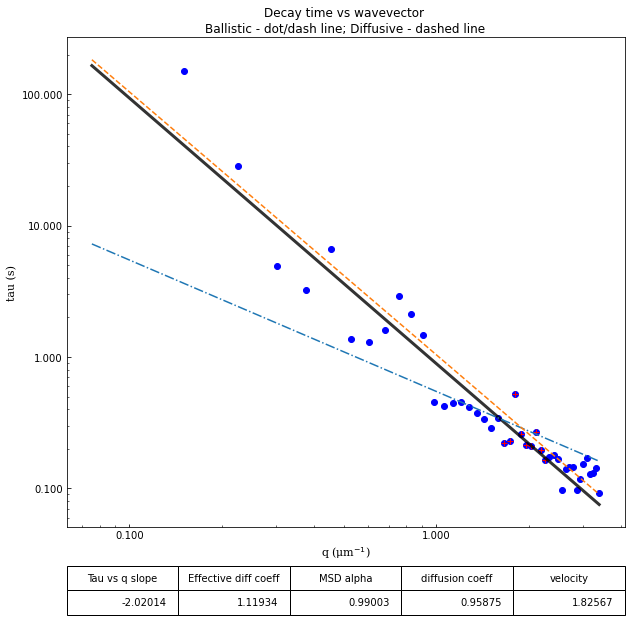 Decay time vs wavevector
Ballistic - dot/dash line; Diffusive - dashed line
tau (s)
100.000
10.000
1.000
0.100
0.100 1.000
q (μm⁻¹)
Tau vs q slope Effective diff coeff MSD alpha diffusion coeff velocity
-2.02014 1.11934 0.99003 0.95875 1.82567